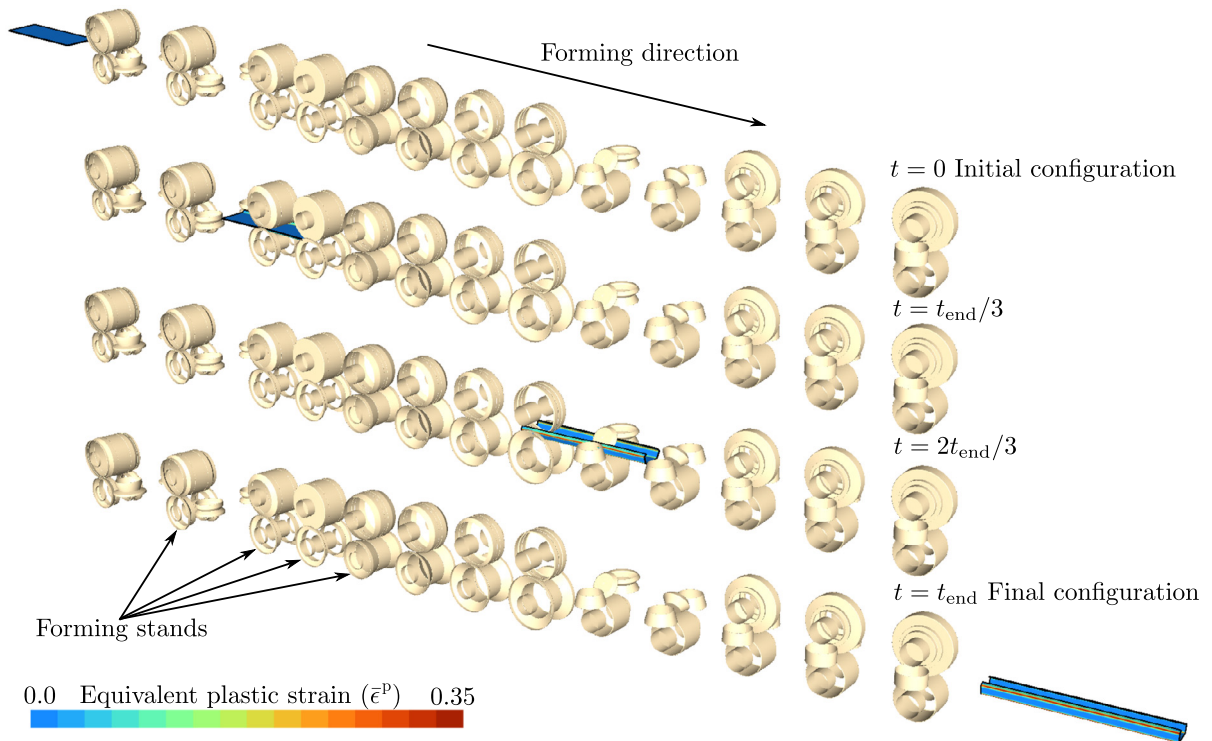 Forming direction
t = 0 Initial configuration
t = t_end/3
t = 2t_end/3
t = t_end Final configuration
Forming stands
0.0 Equivalent plastic strain (ϵ̄ᵖ) 0.35